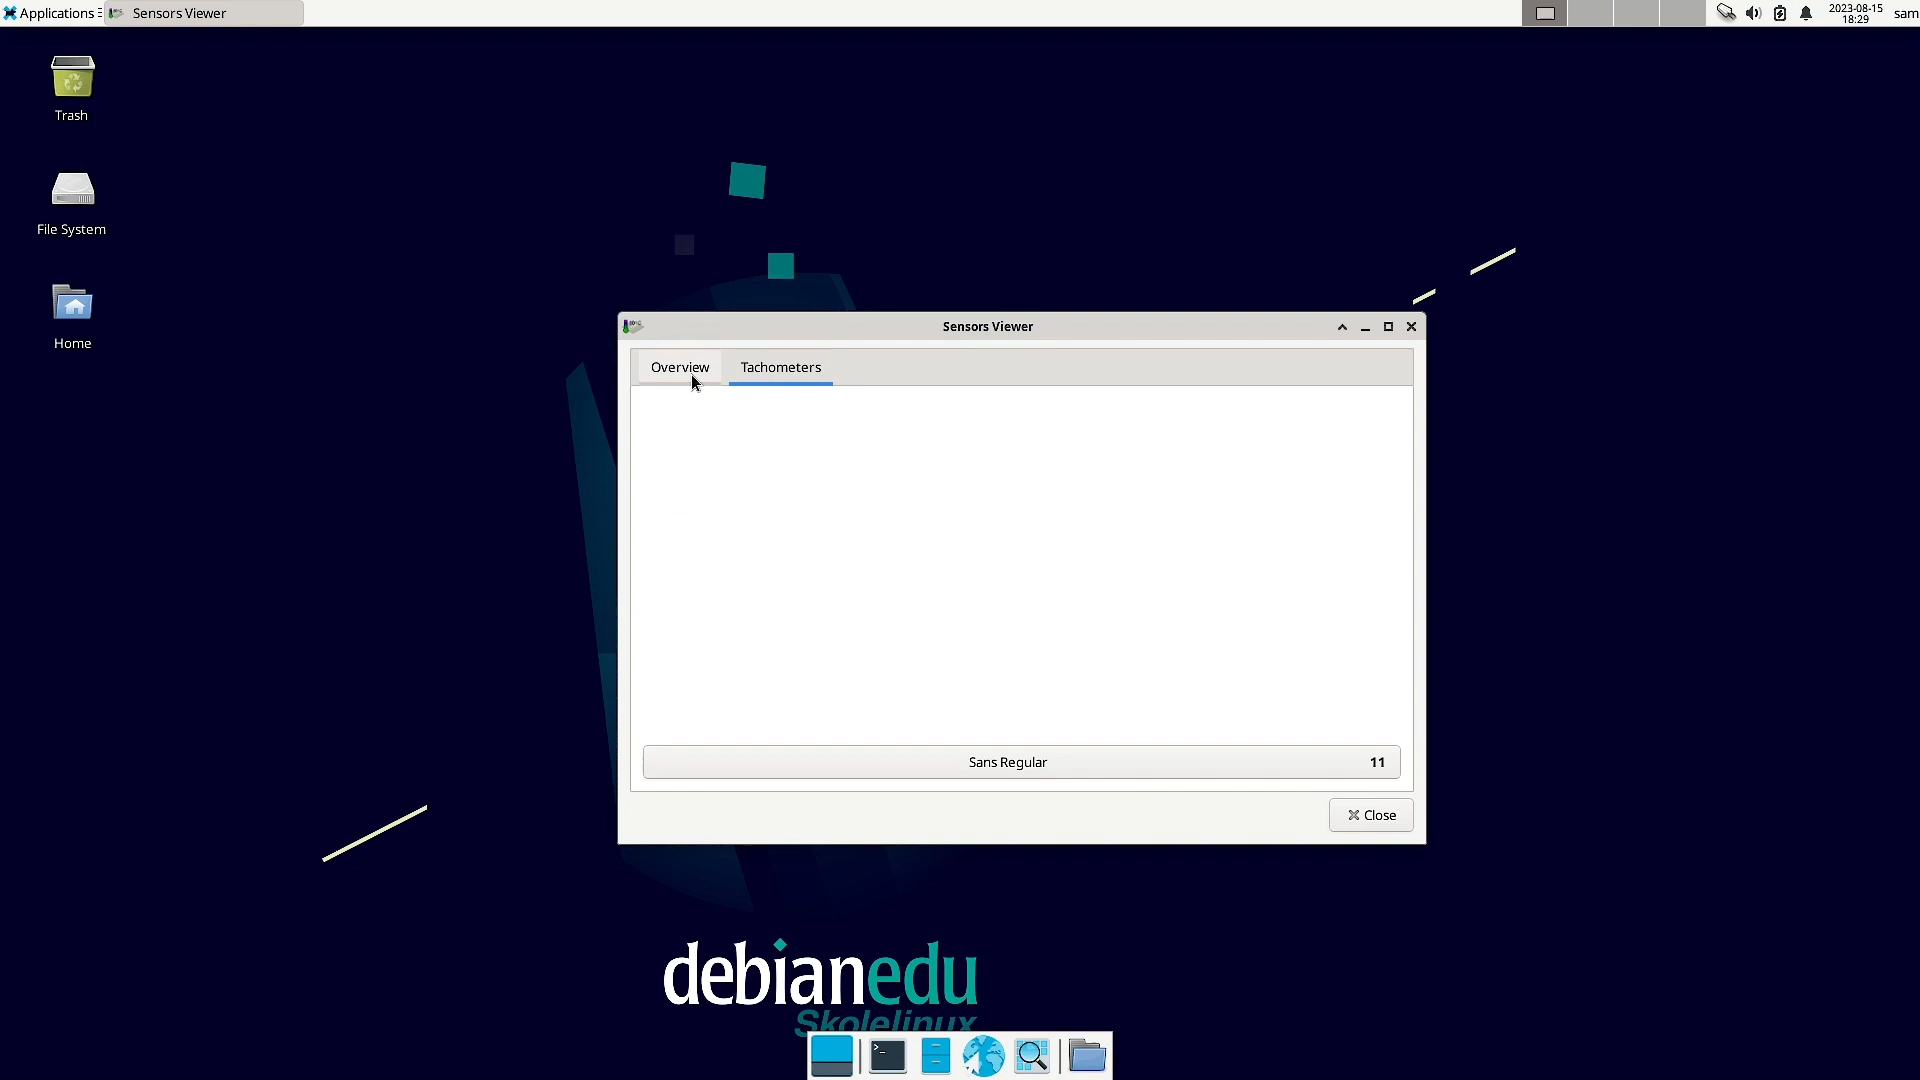 Applications
Sensors Viewer
2023-08-15
18:29
sam
Trash
File System
Home
Sensors Viewer
Overview
Tachometers
Sans Regular
11
Close
debianedu
Skolelinux